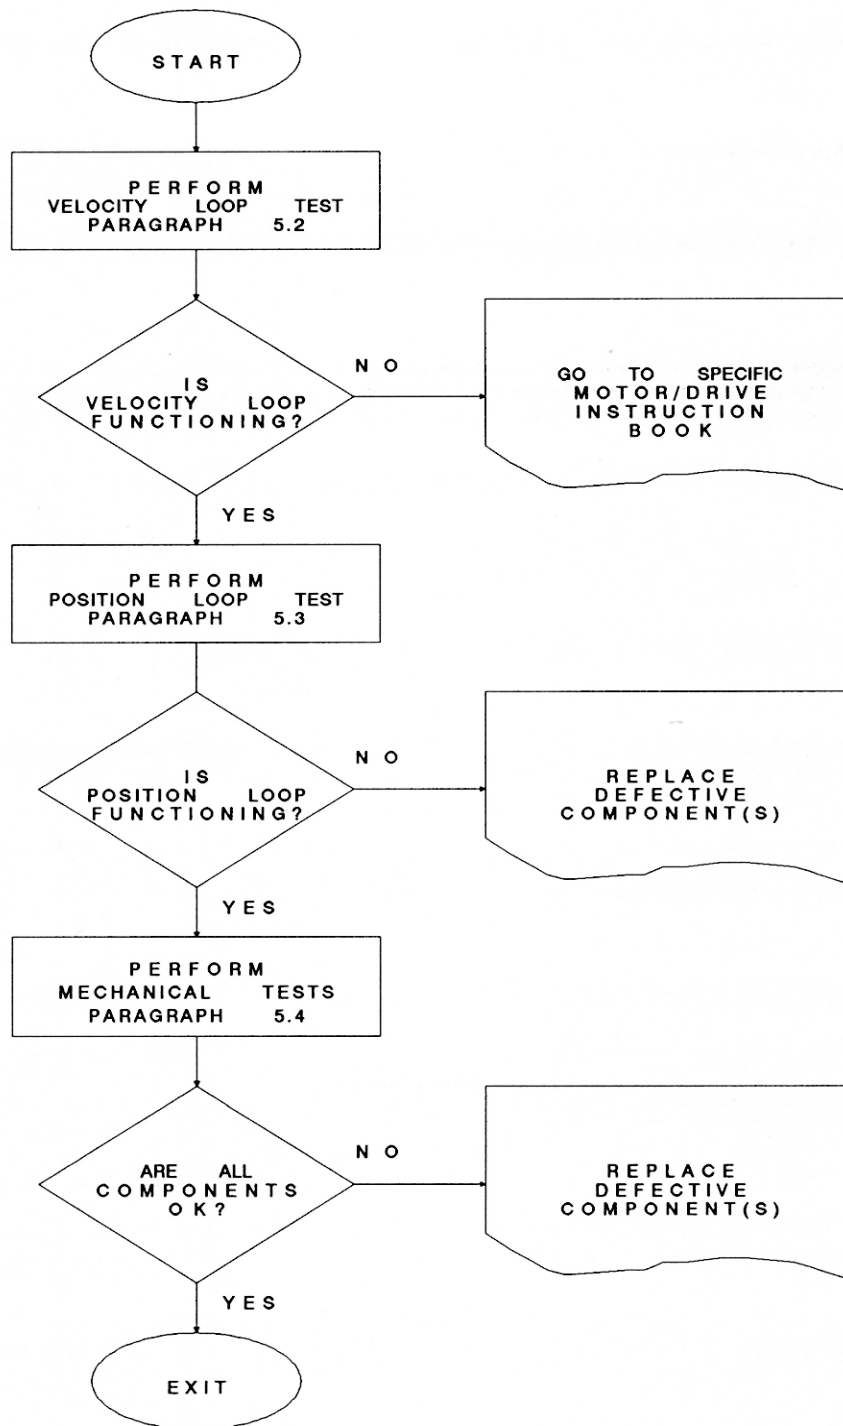 START
PERFORM
VELOCITY LOOP TEST
PARAGRAPH 5.2
IS
VELOCITY LOOP
FUNCTIONING?
NO
GO TO SPECIFIC
MOTOR/DRIVE
INSTRUCTION
BOOK
YES
PERFORM
POSITION LOOP TEST
PARAGRAPH 5.3
IS
POSITION LOOP
FUNCTIONING?
NO
REPLACE
DEFECTIVE
COMPONENT(S)
YES
PERFORM
MECHANICAL TESTS
PARAGRAPH 5.4
ARE ALL
COMPONENTS
OK?
NO
REPLACE
DEFECTIVE
COMPONENT(S)
YES
EXIT